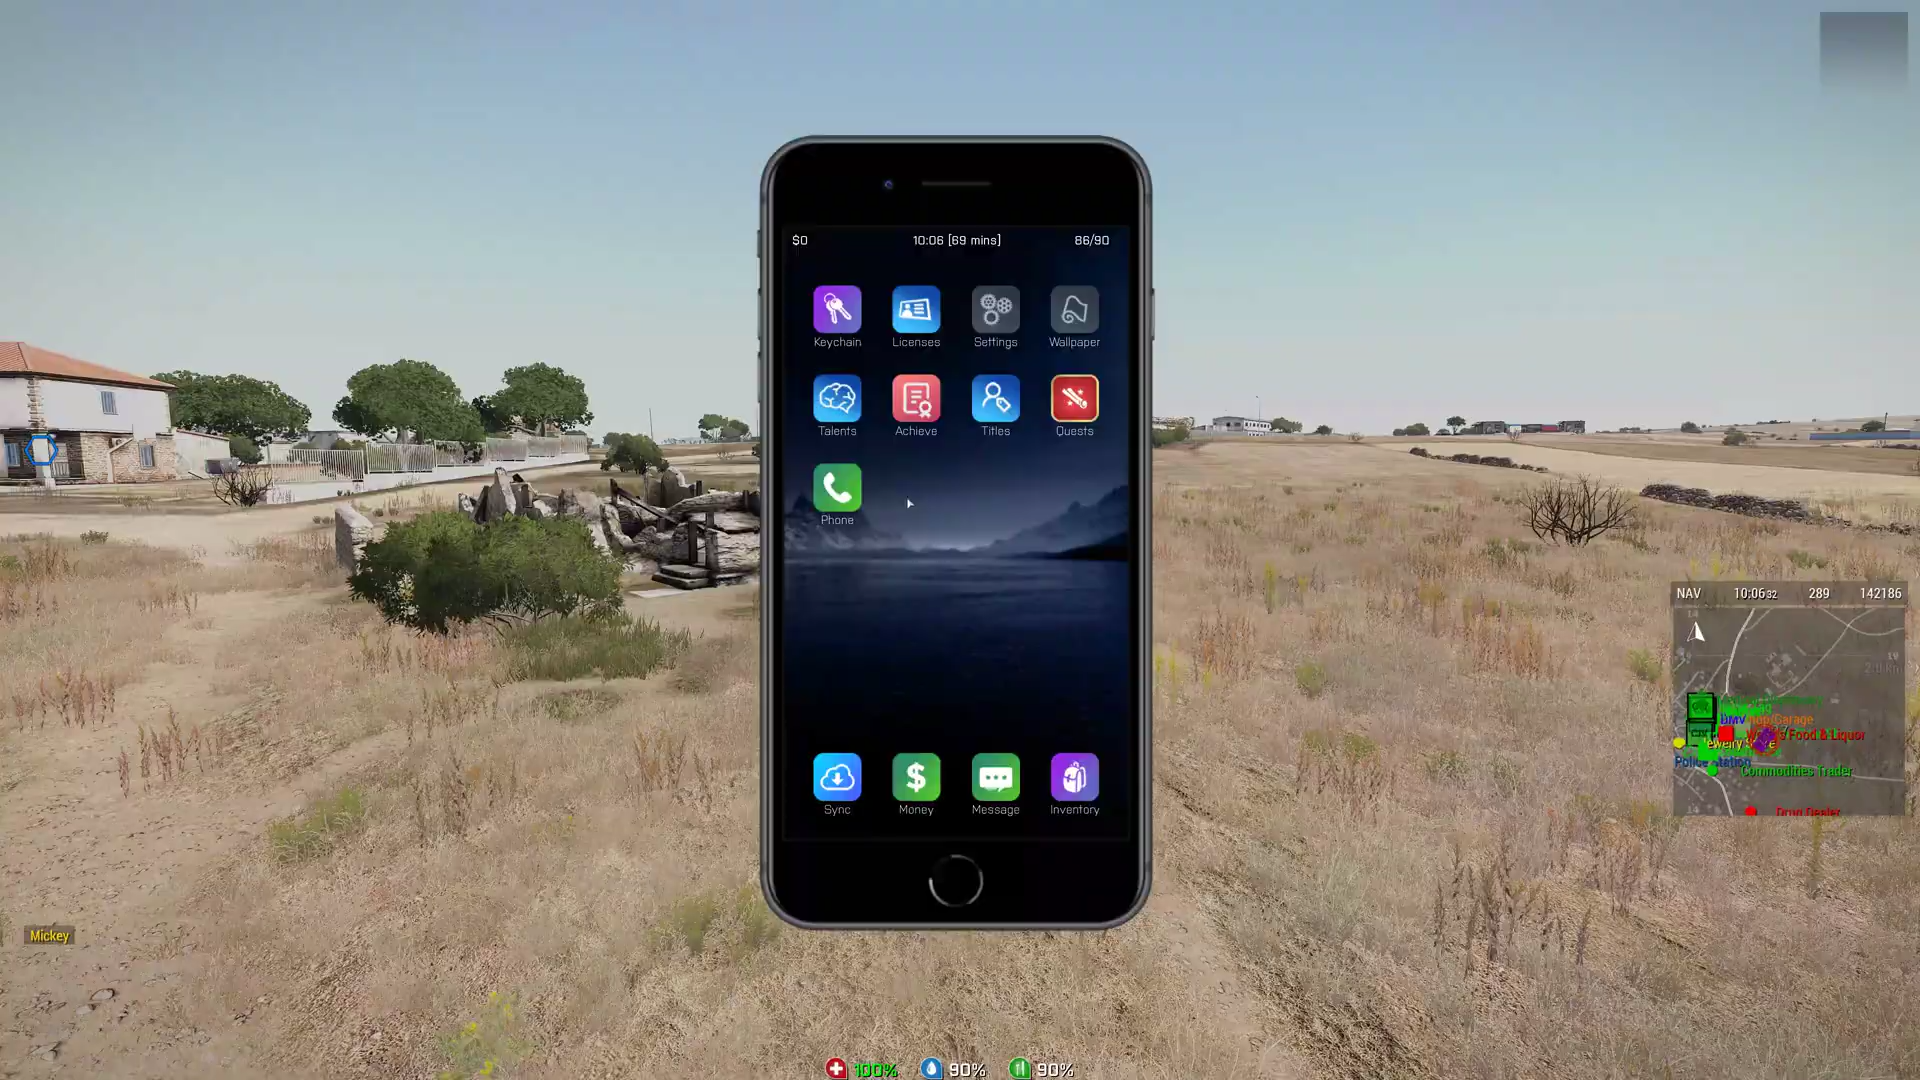 $0 10:06 [69 mins] 86/90
Keychain Licenses Settings Wallpaper
Talents Achieve Titles Quests
Phone
NAV 10:06:32 289 142186
DMV
Food & Liquor
Police Station
Commodities Trader
Sync Money Message Inventory
Drug Dealer
Mickey
100% 90% 90%